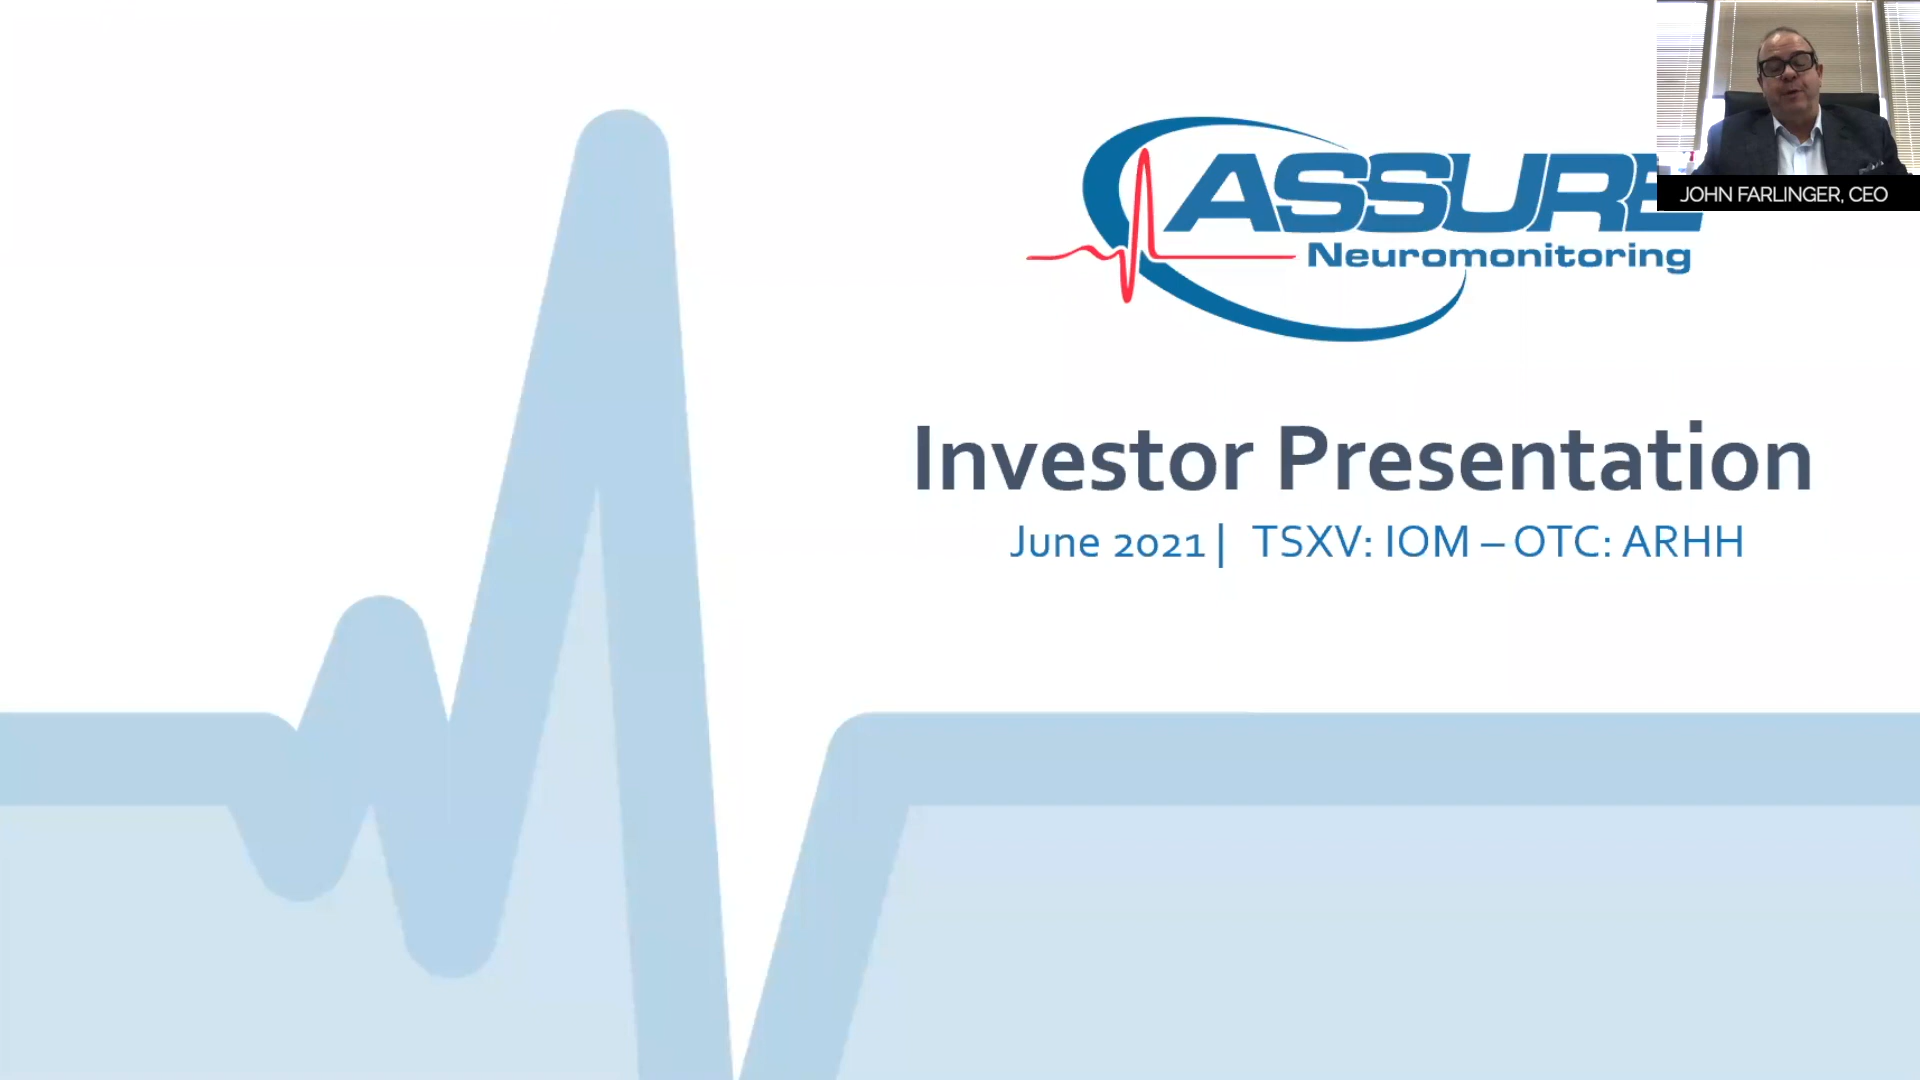 JOHN FARLINGER, CEO
ASSURE
Neuromonitoring
Investor Presentation
June 2021 | TSXV: IOM – OTC: ARHH